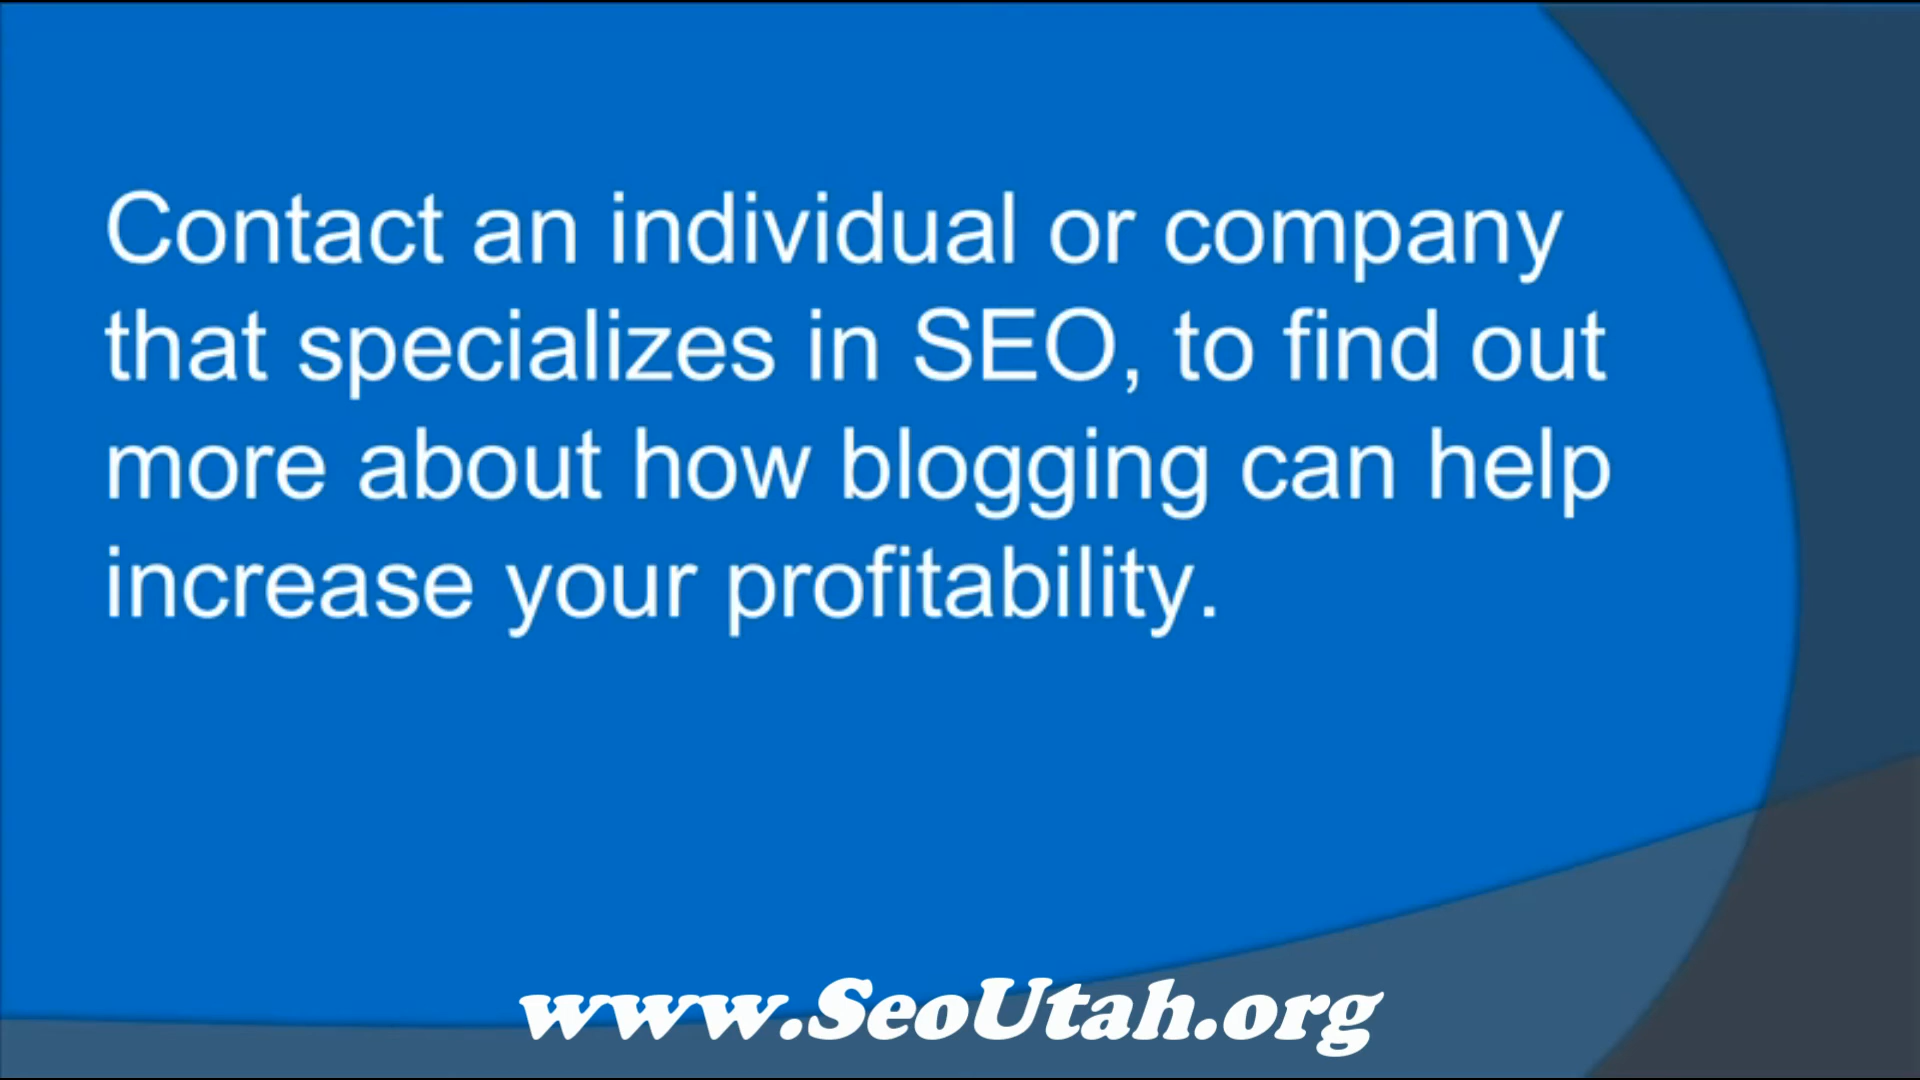 Contact an individual or company
that specializes in SEO, to find out
more about how blogging can help
increase your profitability.
www.SeoUtah.org